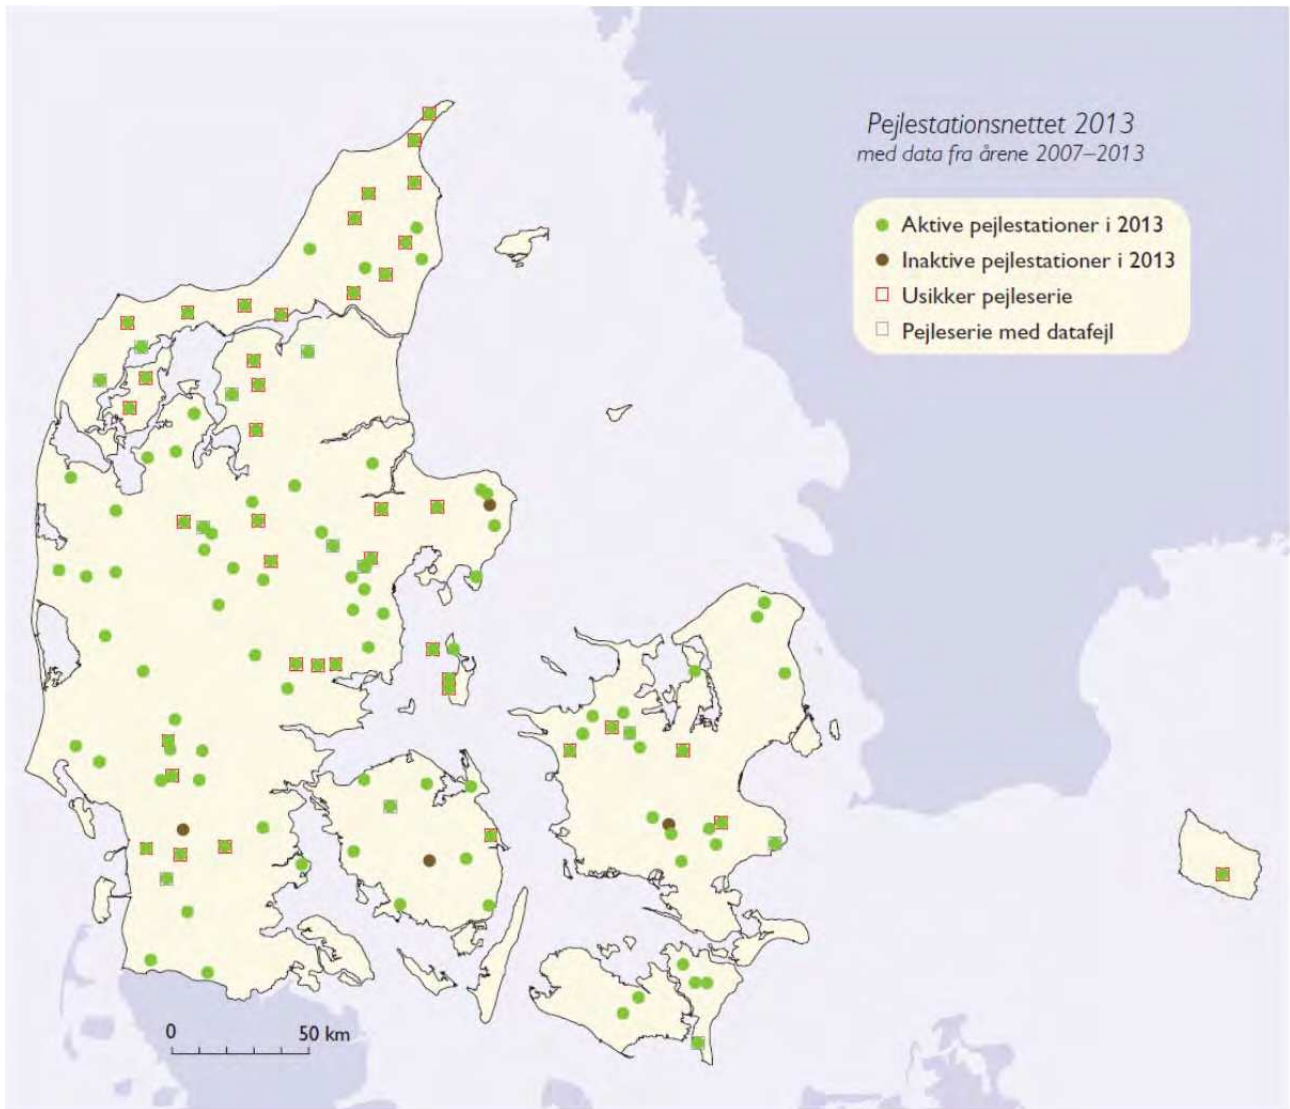 Pejlestationsnettet 2013
med data fra årene 2007–2013
Aktive pejlestationer i 2013
Inaktive pejlestationer i 2013
Usikker pejleserie
Pejleserie med datafejl
0 50 km